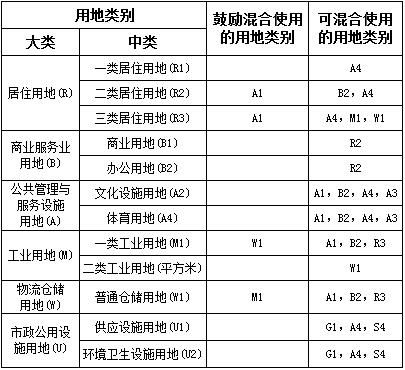 用地类别 鼓励混合使用的用地类别 可混合使用的用地类别
大类 中类
居住用地(R) 一类居住用地(R1) A4
二类居住用地(R2) A1 B2，A4
三类居住用地(R3) A1 A4，M1，W1
商业服务业用地(B) 商业用地(B1) R2
办公用地(B2) R2
公共管理与服务设施用地(A) 文化设施用地(A2) A1，B2，A4，A3
体育用地(A4) A1，B2，A4，A3
工业用地(M) 一类工业用地(M1) W1 A1，B2，R3
二类工业用地(平方米) W1
物流仓储用地(W) 普通仓储用地(W1) M1 A1，B2，R3
市政公用设施用地(U) 供应设施用地(U1) G1，A4，S4
环境卫生设施用地(U2) G1，A4，S4